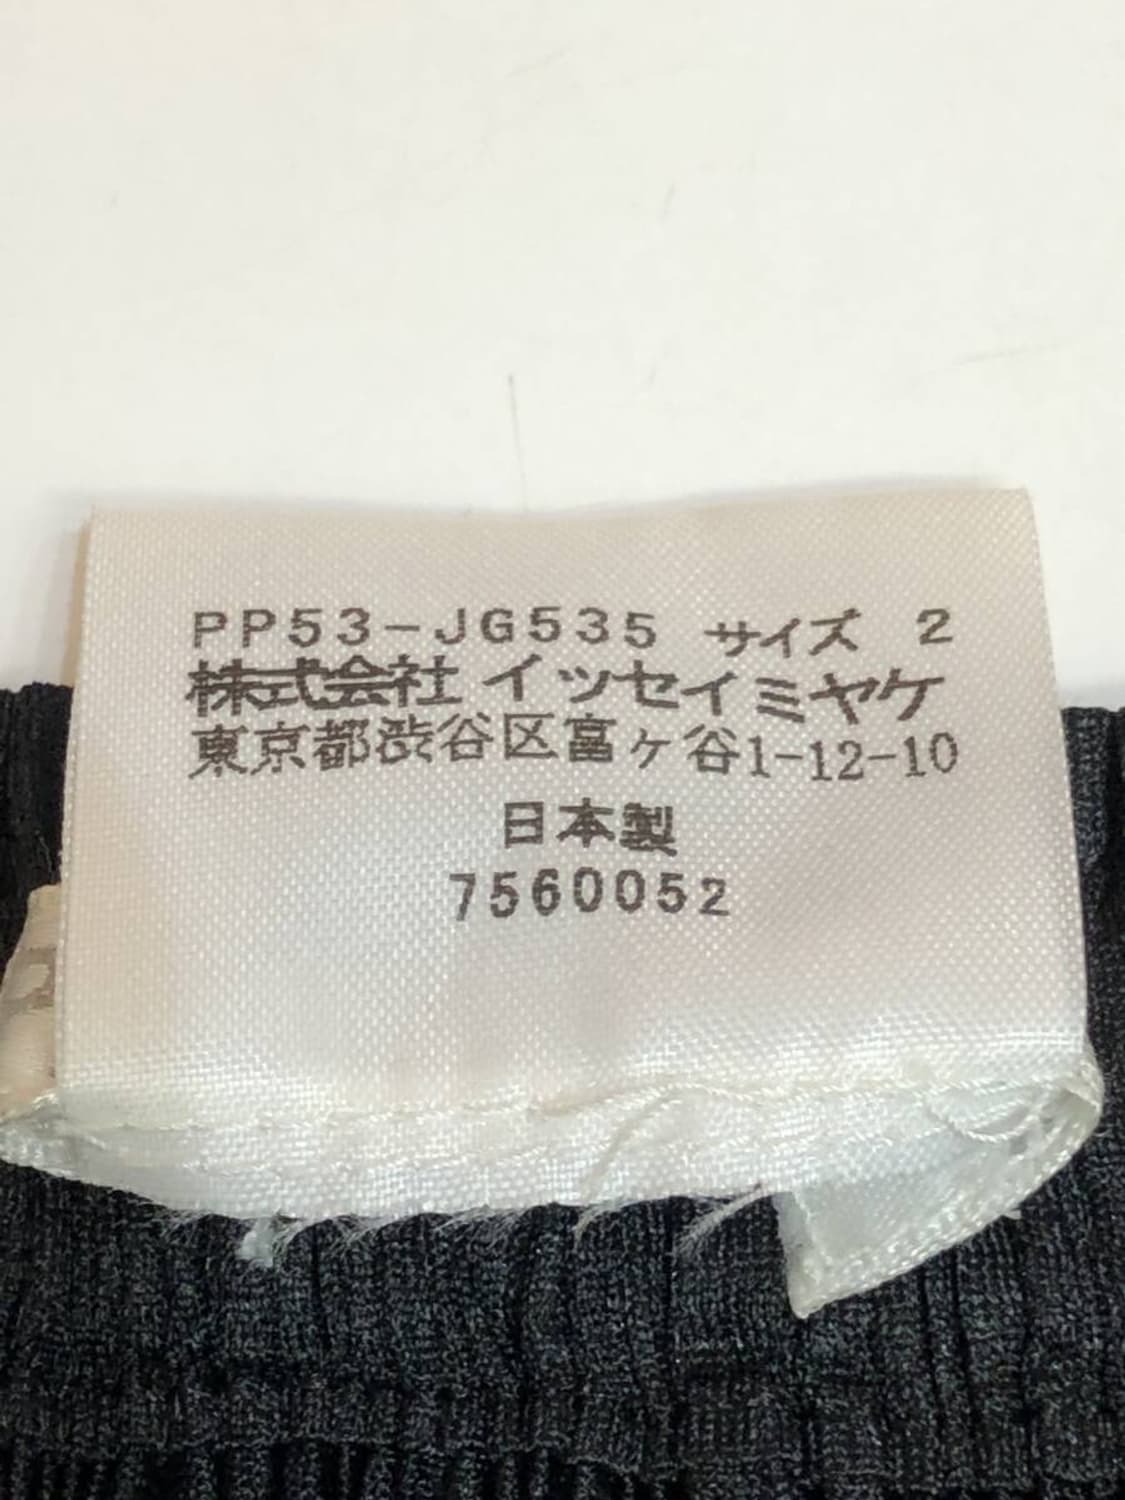 PP53-JG535 サイズ 2
株式会社 イッセイミヤケ
東京都渋谷区富ヶ谷1-12-10
日本製
7560052